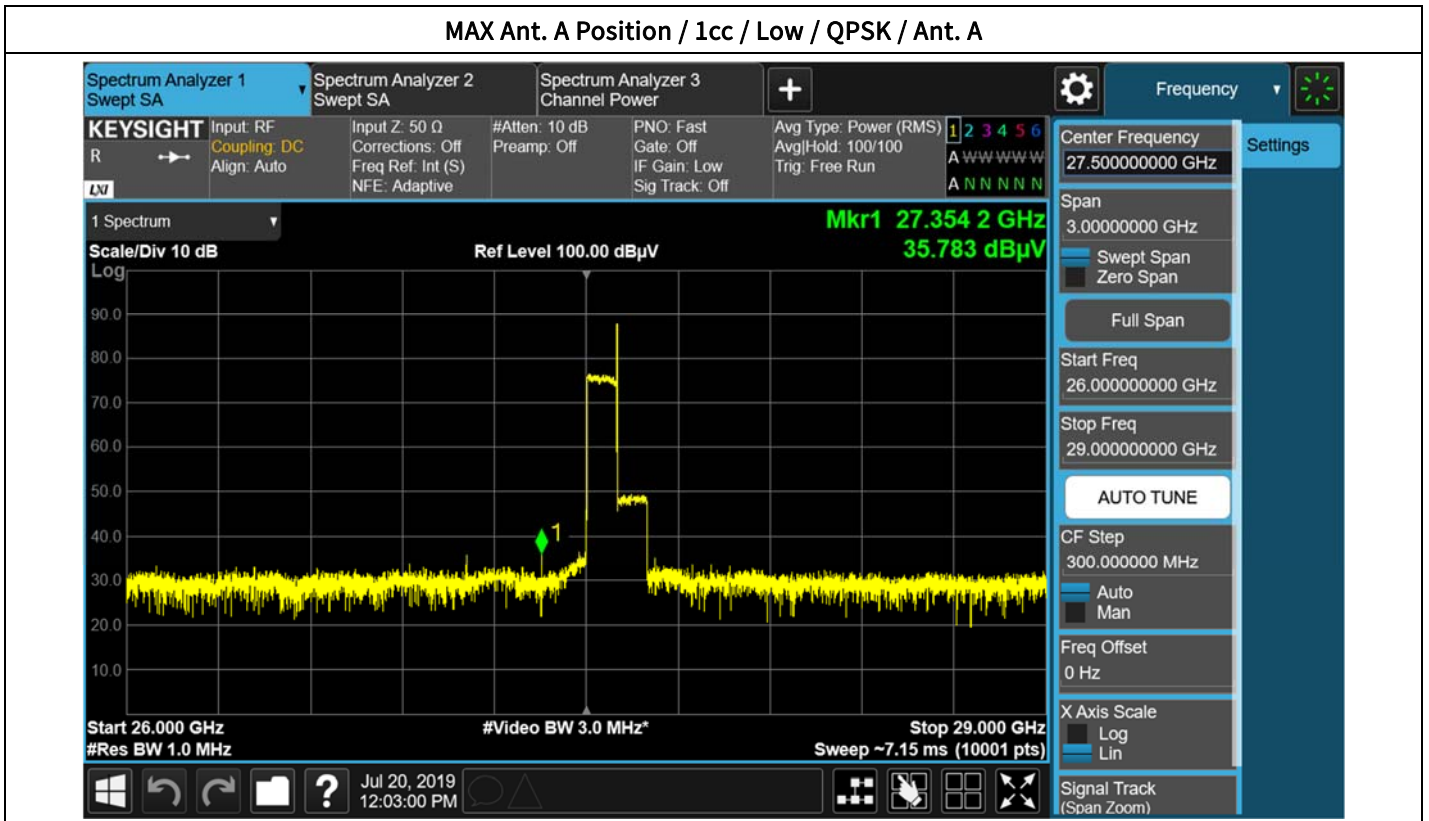 MAX Ant. A Position / 1cc / Low / QPSK / Ant. A
Spectrum Analyzer 1
Swept SA
Spectrum Analyzer 2
Swept SA
Spectrum Analyzer 3
Channel Power
+
Frequency
KEYSIGHT
R
LXI
Input: RF
Coupling: DC
Align: Auto
Input Z: 50 Ω
Corrections: Off
Freq Ref: Int (S)
NFE: Adaptive
#Atten: 10 dB
Preamp: Off
PNO: Fast
Gate: Off
IF Gain: Low
Sig Track: Off
Avg Type: Power (RMS)
Avg|Hold: 100/100
Trig: Free Run
1 2 3 4 5 6
A W W W W W
A N N N N N
Center Frequency
27.500000000 GHz
Settings
Span
3.00000000 GHz
Swept Span
Zero Span
Full Span
Start Freq
26.000000000 GHz
Stop Freq
29.000000000 GHz
AUTO TUNE
CF Step
300.000000 MHz
Auto
Man
Freq Offset
0 Hz
X Axis Scale
Log
Lin
Signal Track
(Span Zoom)
1 Spectrum
Scale/Div 10 dB
Log
Ref Level 100.00 dBµV
Mkr1 27.354 2 GHz
35.783 dBµV
90.0
80.0
70.0
60.0
50.0
40.0
30.0
20.0
10.0
1
Start 26.000 GHz
#Res BW 1.0 MHz
#Video BW 3.0 MHz*
Stop 29.000 GHz
Sweep ~7.15 ms (10001 pts)
?
Jul 20, 2019
12:03:00 PM